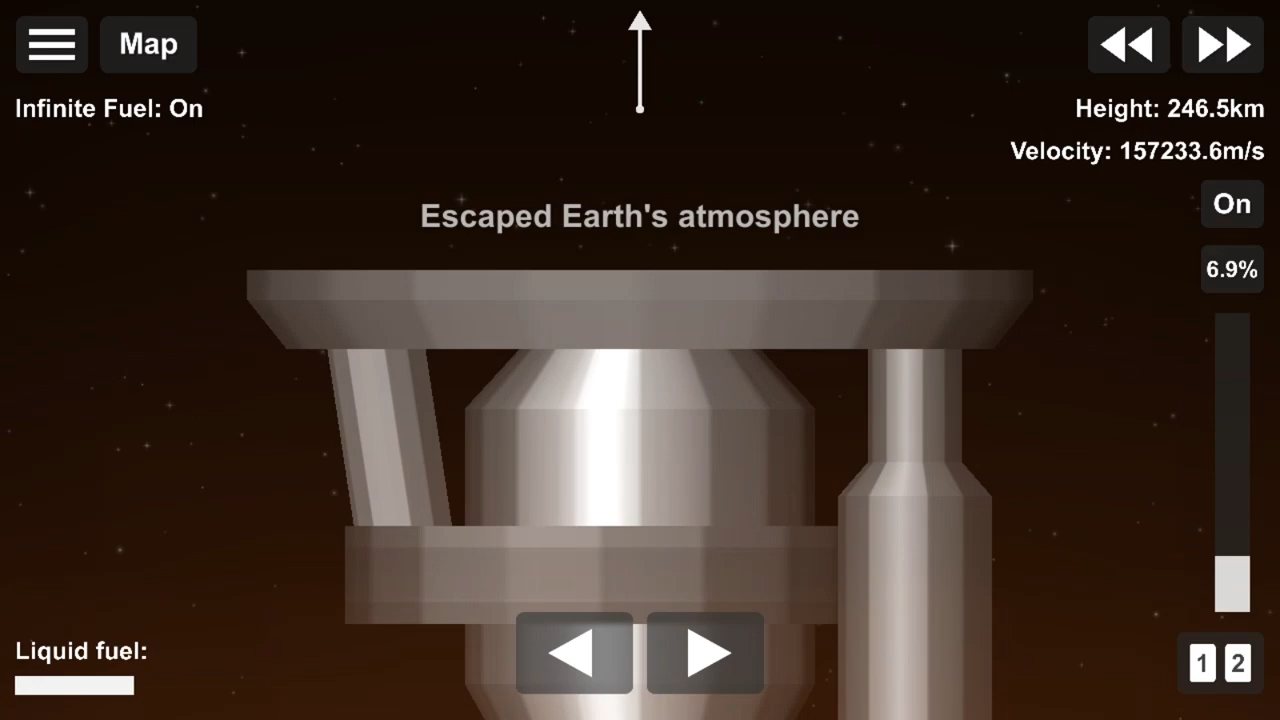 Map
Infinite Fuel: On
Height: 246.5km
Velocity: 157233.6m/s
On
6.9%
Escaped Earth's atmosphere
Liquid fuel:
1 2